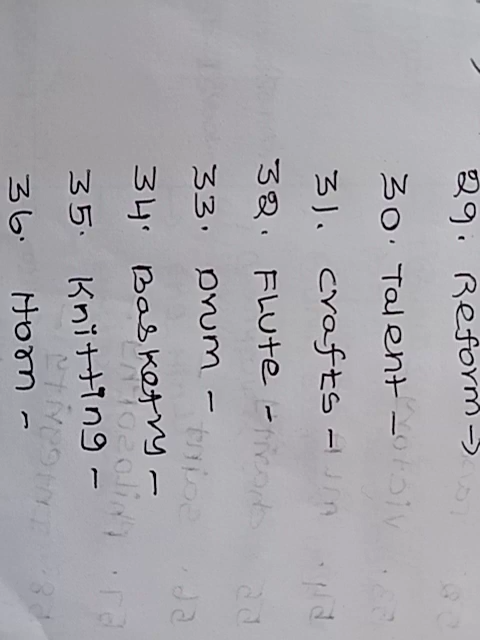 29. Reform →
30. Talent —
31. Crafts —
32. Flute —
33. Drum —
34. Basketry —
35. Knitting —
36. Horn —